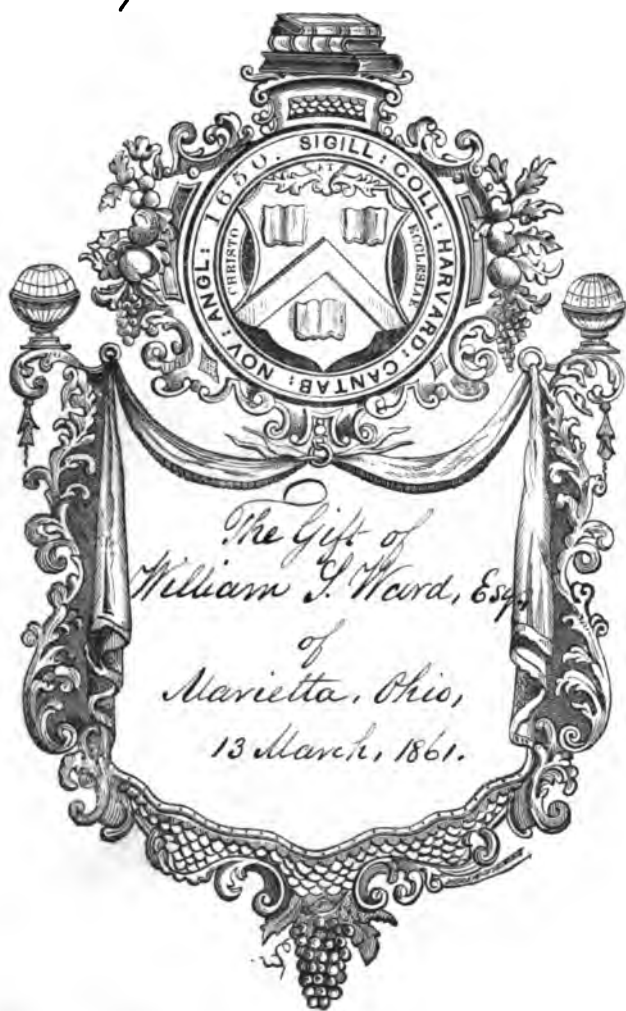 SIGILL: COLL: HARVARD: CANTAB: NOV: ANGL: 1650.
CHRISTO
ECCLESIAE
The Gift of
William S. Ward, Esq.
of
Marietta, Ohio,
13 March, 1861.